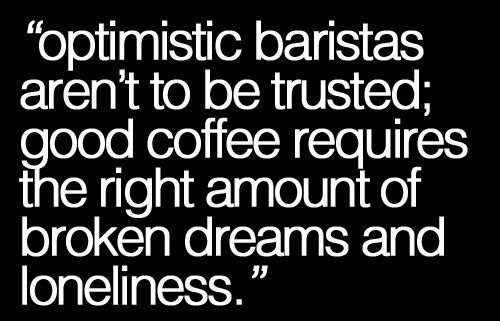 “optimistic baristas
aren’t to be trusted;
good coffee requires
the right amount of
broken dreams and
loneliness.”